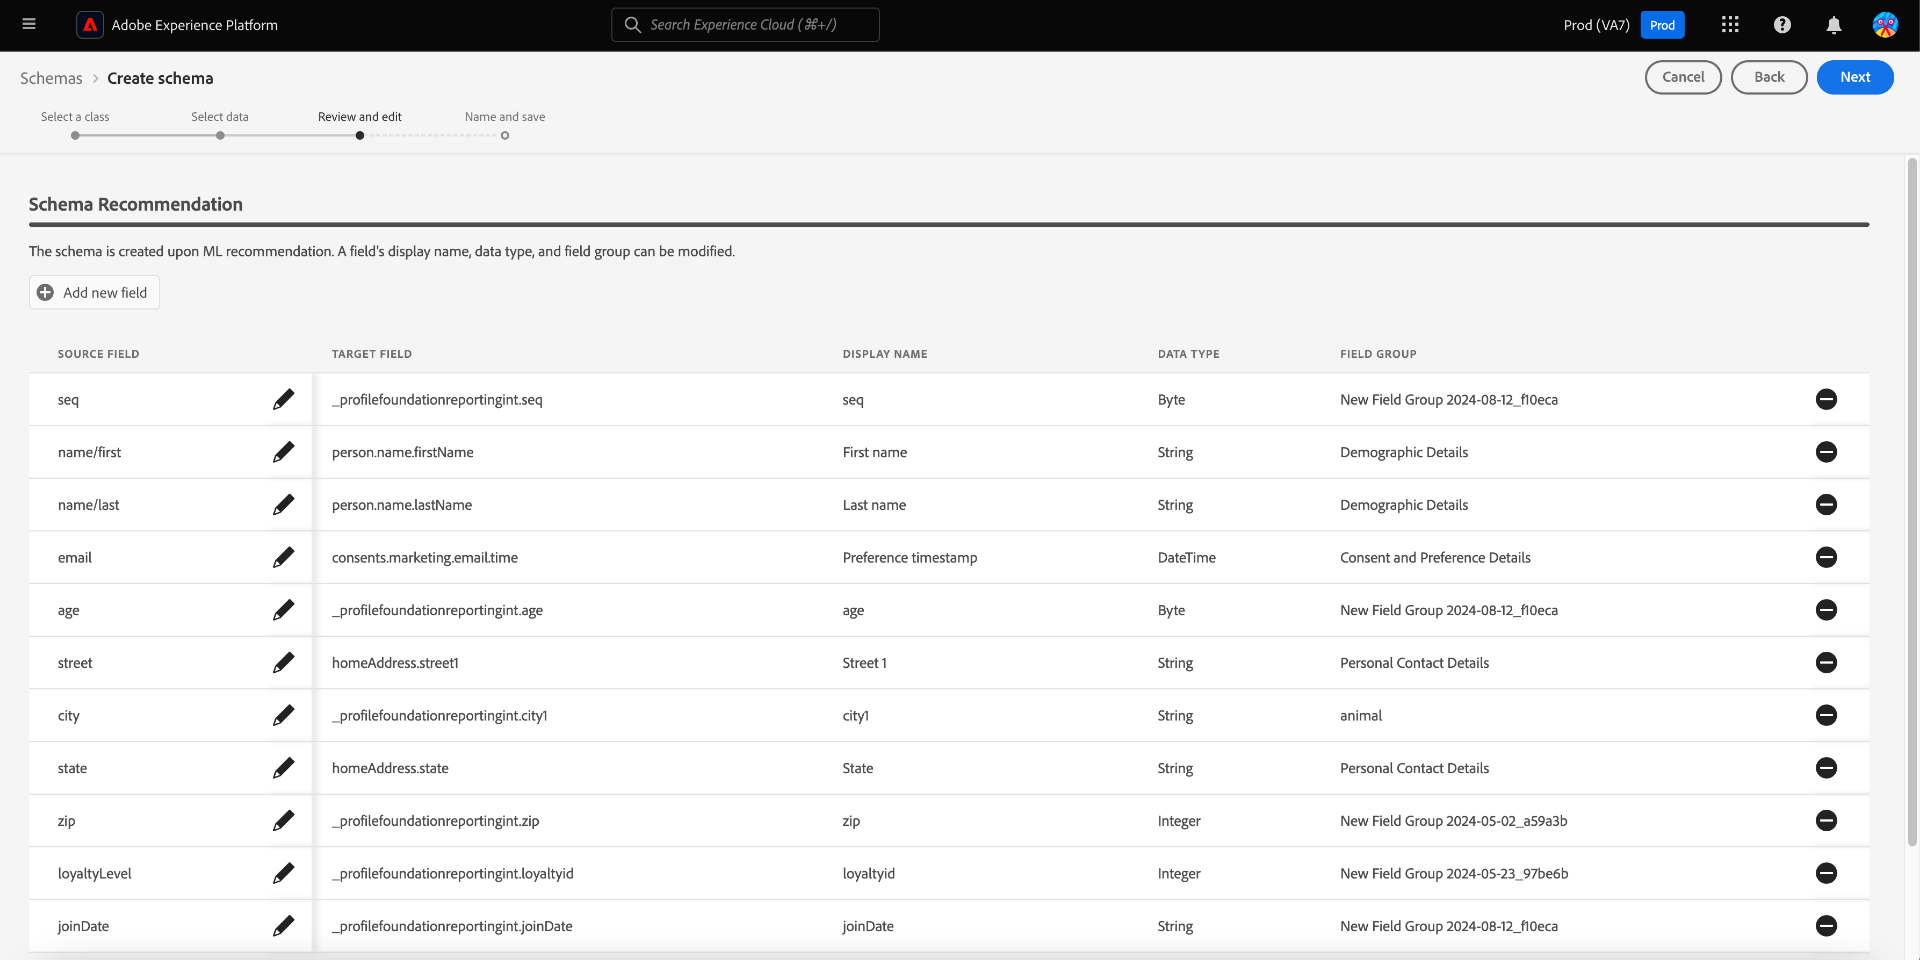 Adobe Experience Platform
Search Experience Cloud (⌘+/)
Prod (VA7) Prod
Schemas > Create schema
Cancel Back Next
Select a class Select data Review and edit Name and save
Schema Recommendation
The schema is created upon ML recommendation. A field's display name, data type, and field group can be modified.
Add new field
SOURCE FIELD TARGET FIELD DISPLAY NAME DATA TYPE FIELD GROUP
seq _profilefoundationreportingint.seq seq Byte New Field Group 2024-08-12_f10eca
name/first person.name.firstName First name String Demographic Details
name/last person.name.lastName Last name String Demographic Details
email consents.marketing.email.time Preference timestamp DateTime Consent and Preference Details
age _profilefoundationreportingint.age age Byte New Field Group 2024-08-12_f10eca
street homeAddress.street1 Street 1 String Personal Contact Details
city _profilefoundationreportingint.city1 city1 String animal
state homeAddress.state State String Personal Contact Details
zip _profilefoundationreportingint.zip zip Integer New Field Group 2024-05-02_a59a3b
loyaltyLevel _profilefoundationreportingint.loyaltyid loyaltyid Integer New Field Group 2024-05-23_97be6b
joinDate _profilefoundationreportingint.joinDate joinDate String New Field Group 2024-08-12_f10eca